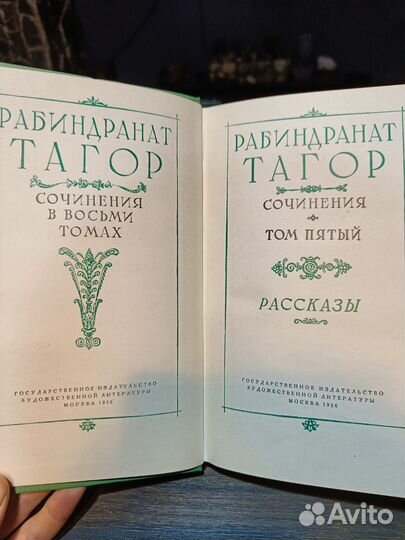 РАБИНДРАНАТ
ТАГОР
СОЧИНЕНИЯ
В ВОСЬМИ
ТОМАХ
ГОСУДАРСТВЕННОЕ ИЗДАТЕЛЬСТВО
ХУДОЖЕСТВЕННОЙ ЛИТЕРАТУРЫ
МОСКВА 1956
РАБИНДРАНАТ
ТАГОР
СОЧИНЕНИЯ
ТОМ ПЯТЫЙ
РАССКАЗЫ
ГОСУДАРСТВЕННОЕ ИЗДАТЕЛЬСТВО
ХУДОЖЕСТВЕННОЙ ЛИТЕРАТУРЫ
МОСКВА 1956
Avito